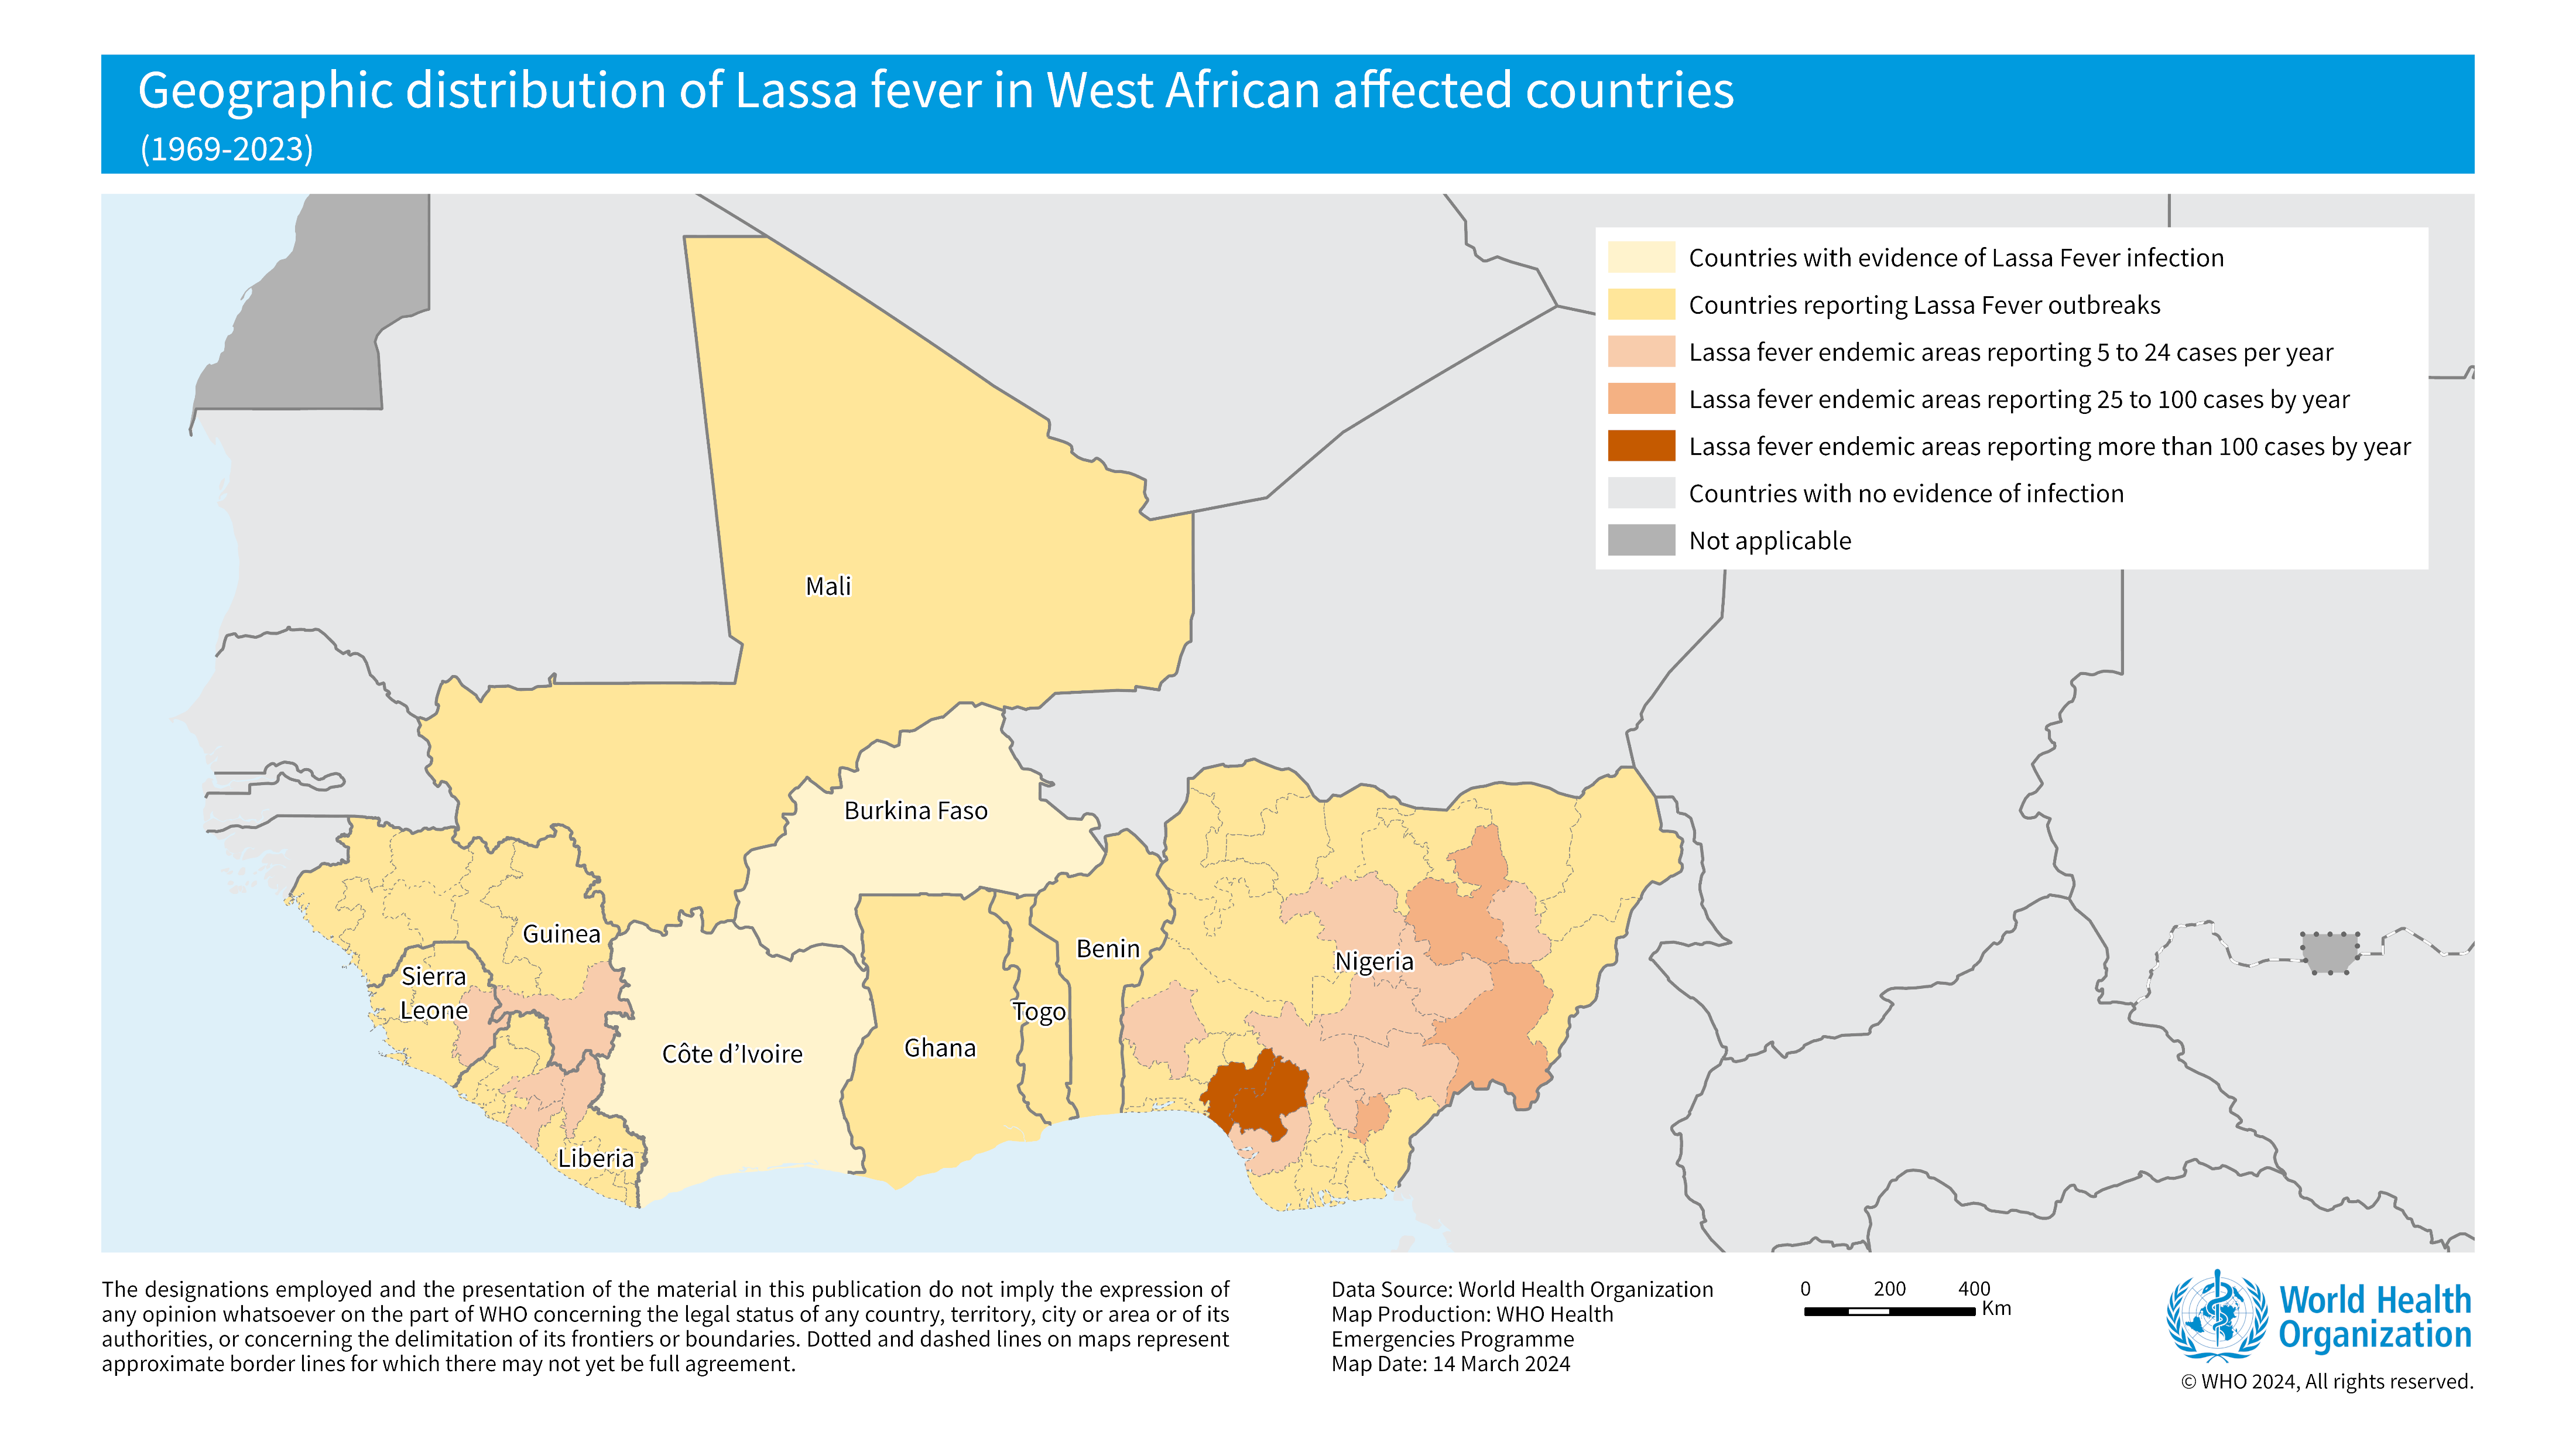 Geographic distribution of Lassa fever in West African affected countries
(1969-2023)
Countries with evidence of Lassa Fever infection
Countries reporting Lassa Fever outbreaks
Lassa fever endemic areas reporting 5 to 24 cases per year
Lassa fever endemic areas reporting 25 to 100 cases by year
Lassa fever endemic areas reporting more than 100 cases by year
Countries with no evidence of infection
Not applicable
Mali
Burkina Faso
Guinea
Sierra
Leone
Liberia
Côte d’Ivoire
Ghana
Togo
Benin
Nigeria
The designations employed and the presentation of the material in this publication do not imply the expression of
any opinion whatsoever on the part of WHO concerning the legal status of any country, territory, city or area or of its
authorities, or concerning the delimitation of its frontiers or boundaries. Dotted and dashed lines on maps represent
approximate border lines for which there may not yet be full agreement.
Data Source: World Health Organization
Map Production: WHO Health
Emergencies Programme
Map Date: 14 March 2024
0 200 400
Km
World Health
Organization
© WHO 2024, All rights reserved.